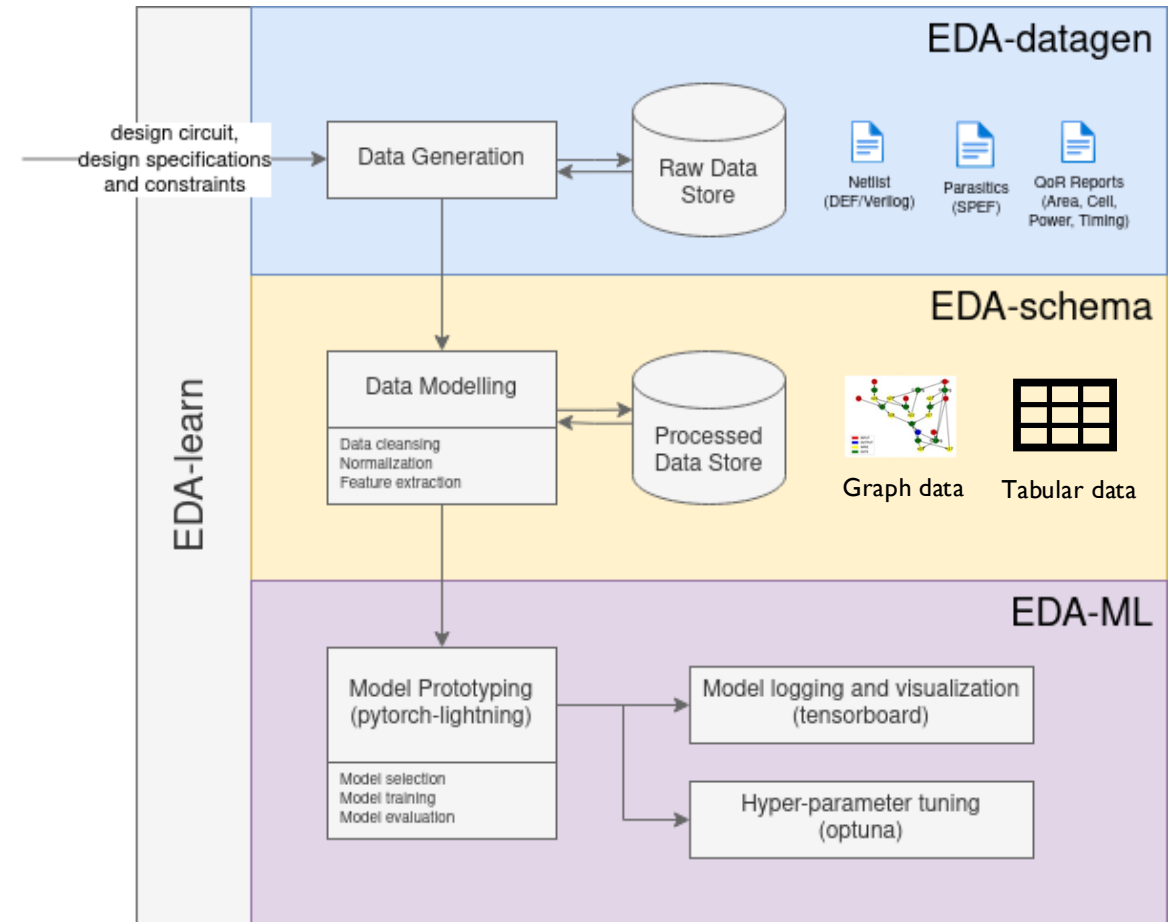 EDA-datagen
design circuit,
design specifications
and constraints
Data Generation
Raw Data
Store
Netlist
(DEF/Verilog)
Parasitics
(SPEF)
QoR Reports
(Area, Cell,
Power, Timing)
EDA-learn
EDA-schema
Data Modelling
Data cleansing
Normalization
Feature extraction
Processed
Data Store
Graph data
Tabular data
EDA-ML
Model Prototyping
(pytorch-lightning)
Model selection
Model training
Model evaluation
Model logging and visualization
(tensorboard)
Hyper-parameter tuning
(optuna)